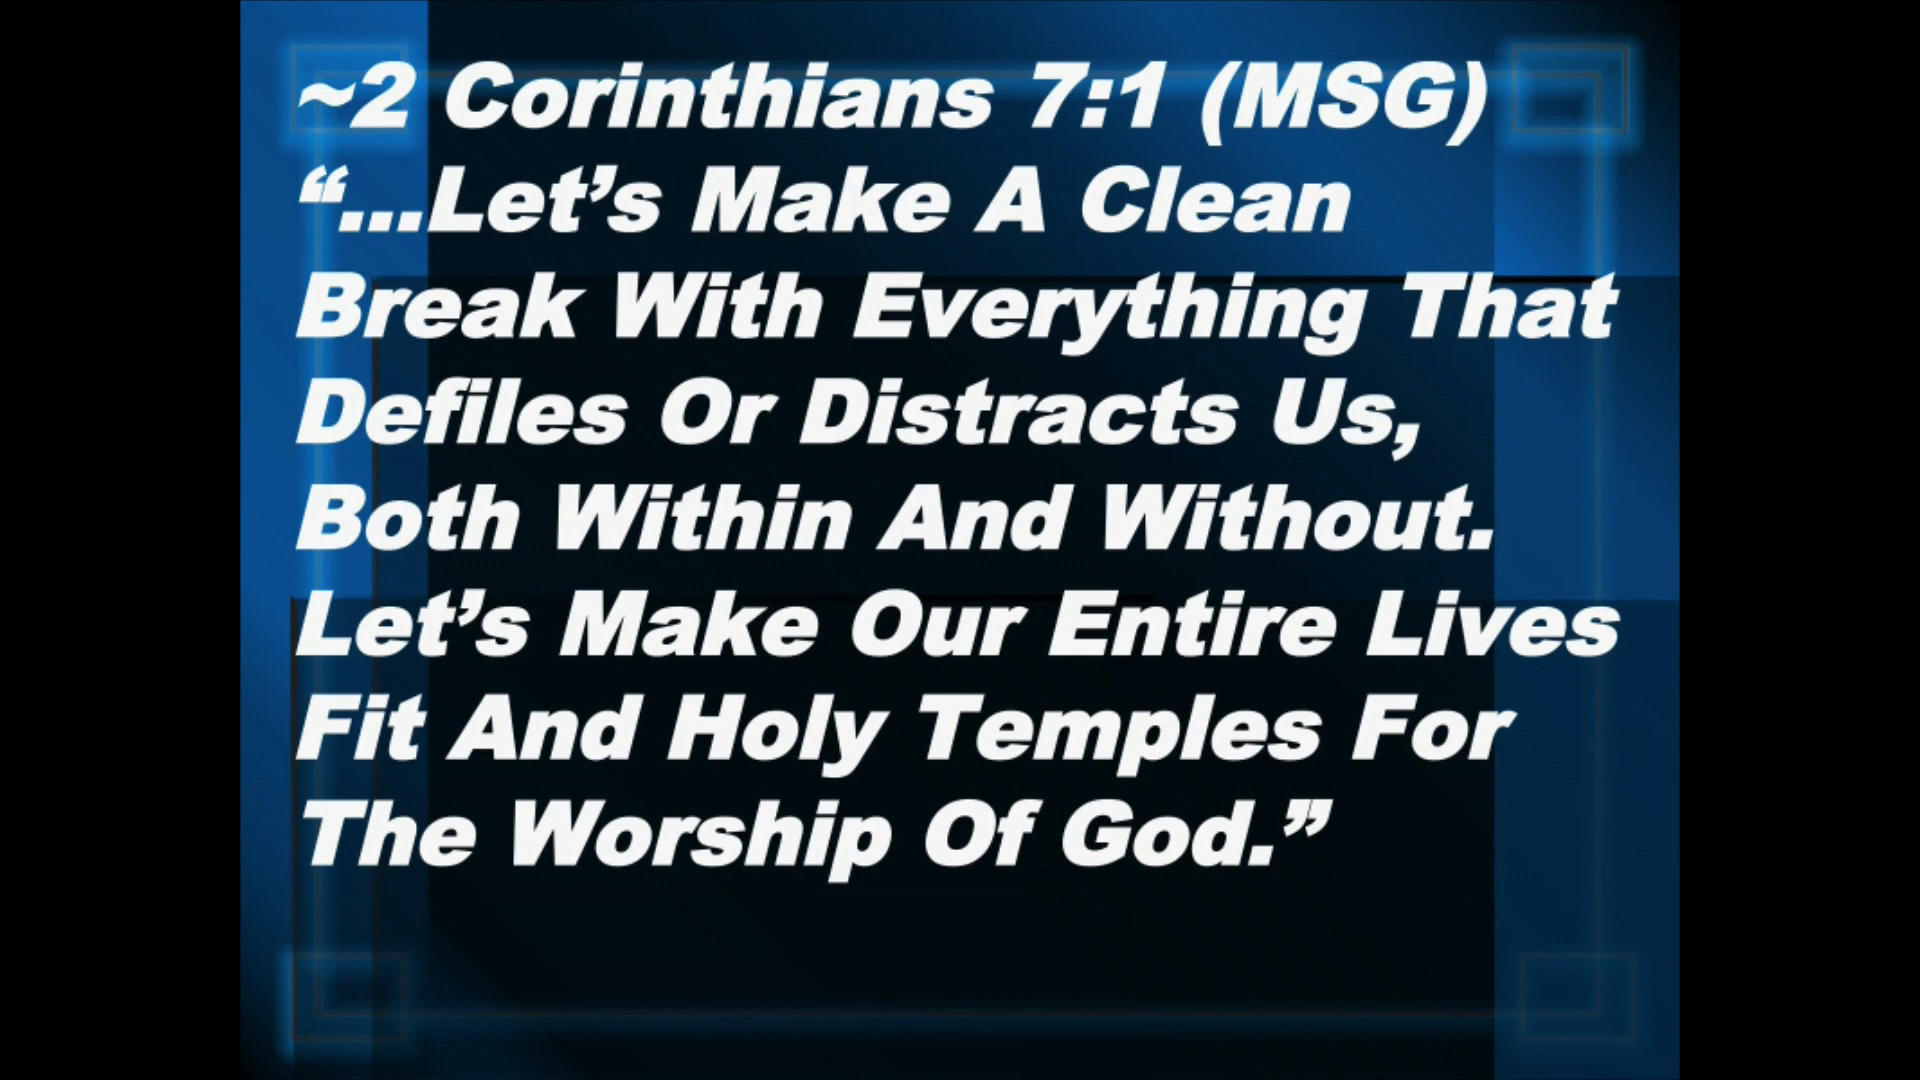 ~2 Corinthians 7:1 (MSG)
“...Let’s Make A Clean
Break With Everything That
Defiles Or Distracts Us,
Both Within And Without.
Let’s Make Our Entire Lives
Fit And Holy Temples For
The Worship Of God.”